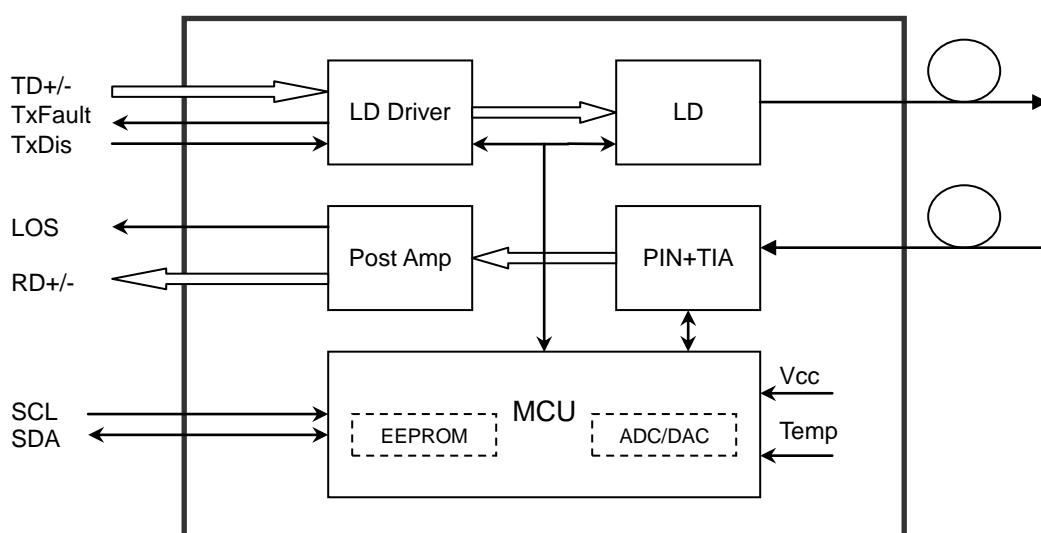 TD+/-
TxFault
TxDis
LD Driver
LD
LOS
RD+/-
Post Amp
PIN+TIA
SCL
SDA
MCU
EEPROM
ADC/DAC
Vcc
Temp